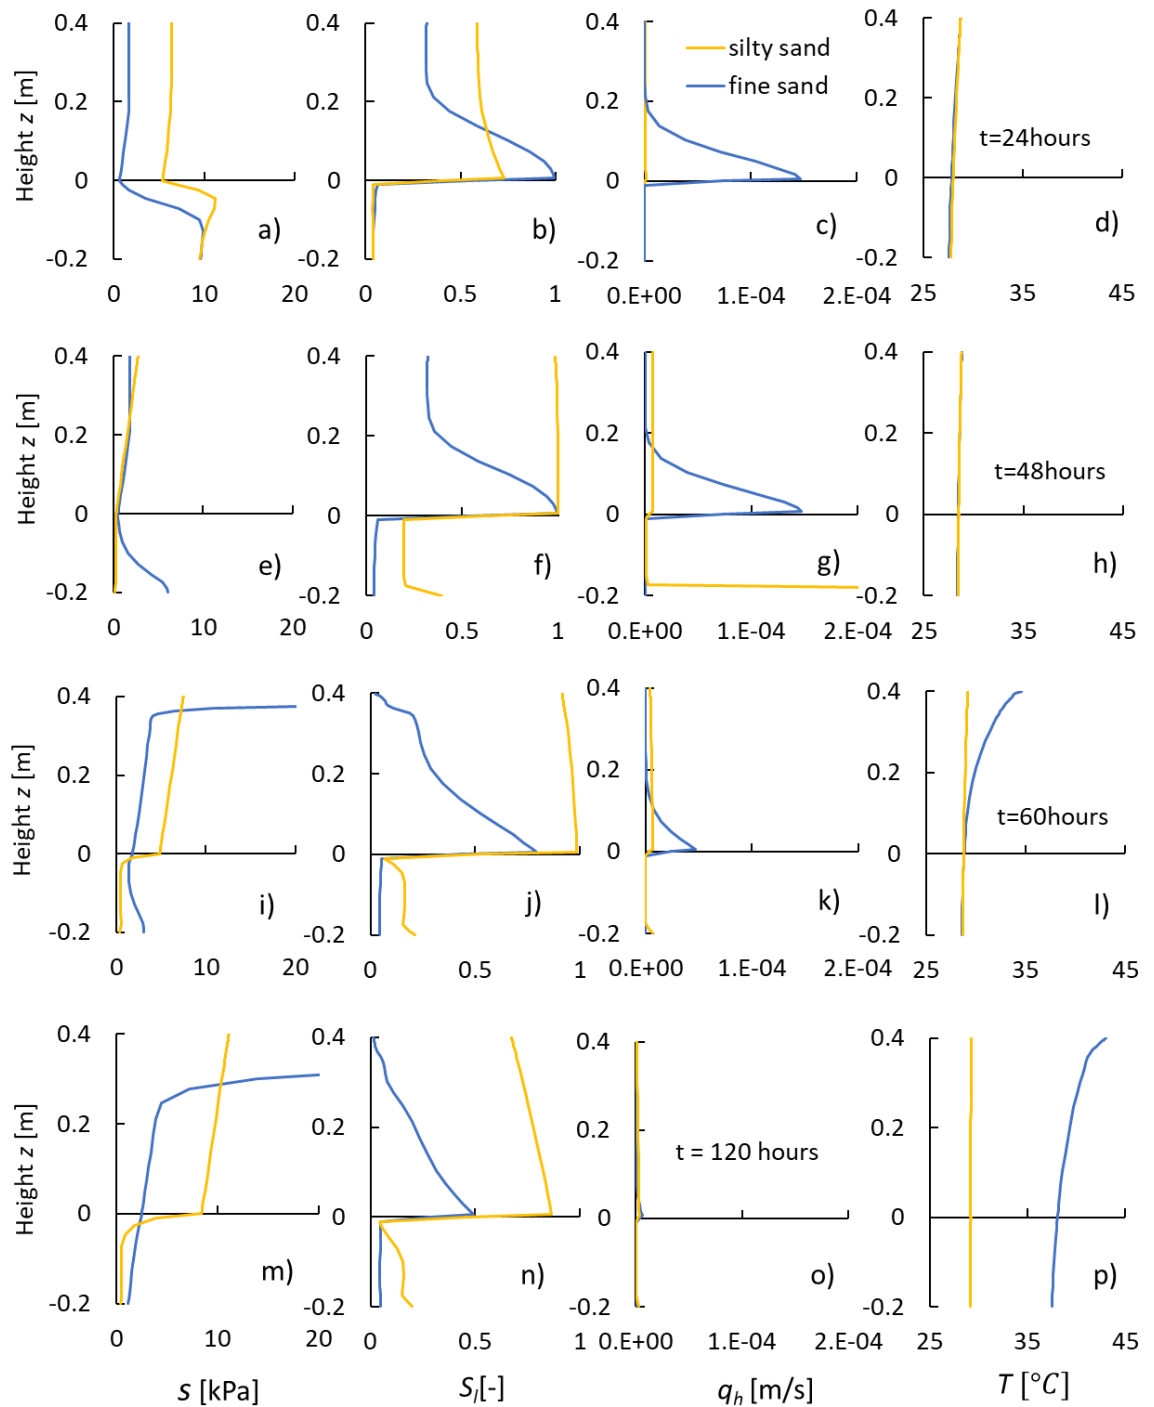 0.4 0.4 0.4 0.4
silty sand
fine sand
0.2 0.2 0.2 0.2
t=24hours
Height z [m]
0 0 0 0
a) b) c) d)
-0.2 -0.2 -0.2 -0.2
0 10 20 0 0.5 1 0.E+00 1.E-04 2.E-04 25 35 45
0.4 0.4 0.4 0.4
0.2 0.2 0.2 0.2
t=48hours
Height z [m]
0 0 0 0
e) f) g) h)
-0.2 -0.2 -0.2 -0.2
0 10 20 0 0.5 1 0.E+00 1.E-04 2.E-04 25 35 45
0.4 0.4 0.4 0.4
0.2 0.2 0.2 0.2
t=60hours
Height z [m]
0 0 0 0
i) j) k) l)
-0.2 -0.2 -0.2 -0.2
0 10 20 0 0.5 1 0.E+00 1.E-04 2.E-04 25 35 45
0.4 0.4 0.4 0.4
0.2 0.2 0.2 0.2
t = 120 hours
Height z [m]
0 0 0 0
m) n) o) p)
-0.2 -0.2 -0.2 -0.2
0 10 20 0 0.5 1 0.E+00 1.E-04 2.E-04 25 35 45
s [kPa] Sl[-] qh [m/s] T [°C]